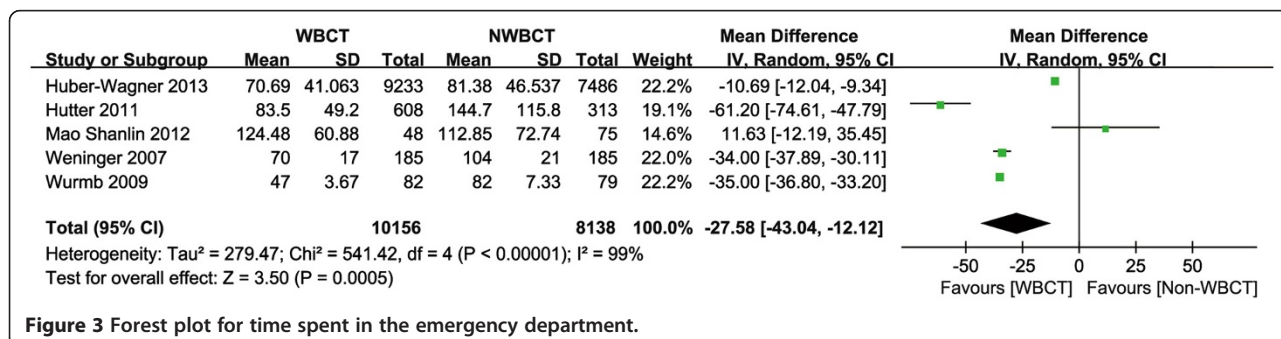 WBCT NWBCT Mean Difference Mean Difference
Study or Subgroup Mean SD Total Mean SD Total Weight IV, Random, 95% CI IV, Random, 95% CI
Huber-Wagner 2013 70.69 41.063 9233 81.38 46.537 7486 22.2% -10.69 [-12.04, -9.34]
Hutter 2011 83.5 49.2 608 144.7 115.8 313 19.1% -61.20 [-74.61, -47.79]
Mao Shanlin 2012 124.48 60.88 48 112.85 72.74 75 14.6% 11.63 [-12.19, 35.45]
Weninger 2007 70 17 185 104 21 185 22.0% -34.00 [-37.89, -30.11]
Wurmb 2009 47 3.67 82 82 7.33 79 22.2% -35.00 [-36.80, -33.20]
Total (95% CI) 10156 8138 100.0% -27.58 [-43.04, -12.12]
Heterogeneity: Tau² = 279.47; Chi² = 541.42, df = 4 (P < 0.00001); I² = 99%
Test for overall effect: Z = 3.50 (P = 0.0005)
-50 -25 0 25 50
Favours [WBCT] Favours [Non-WBCT]
Figure 3 Forest plot for time spent in the emergency department.